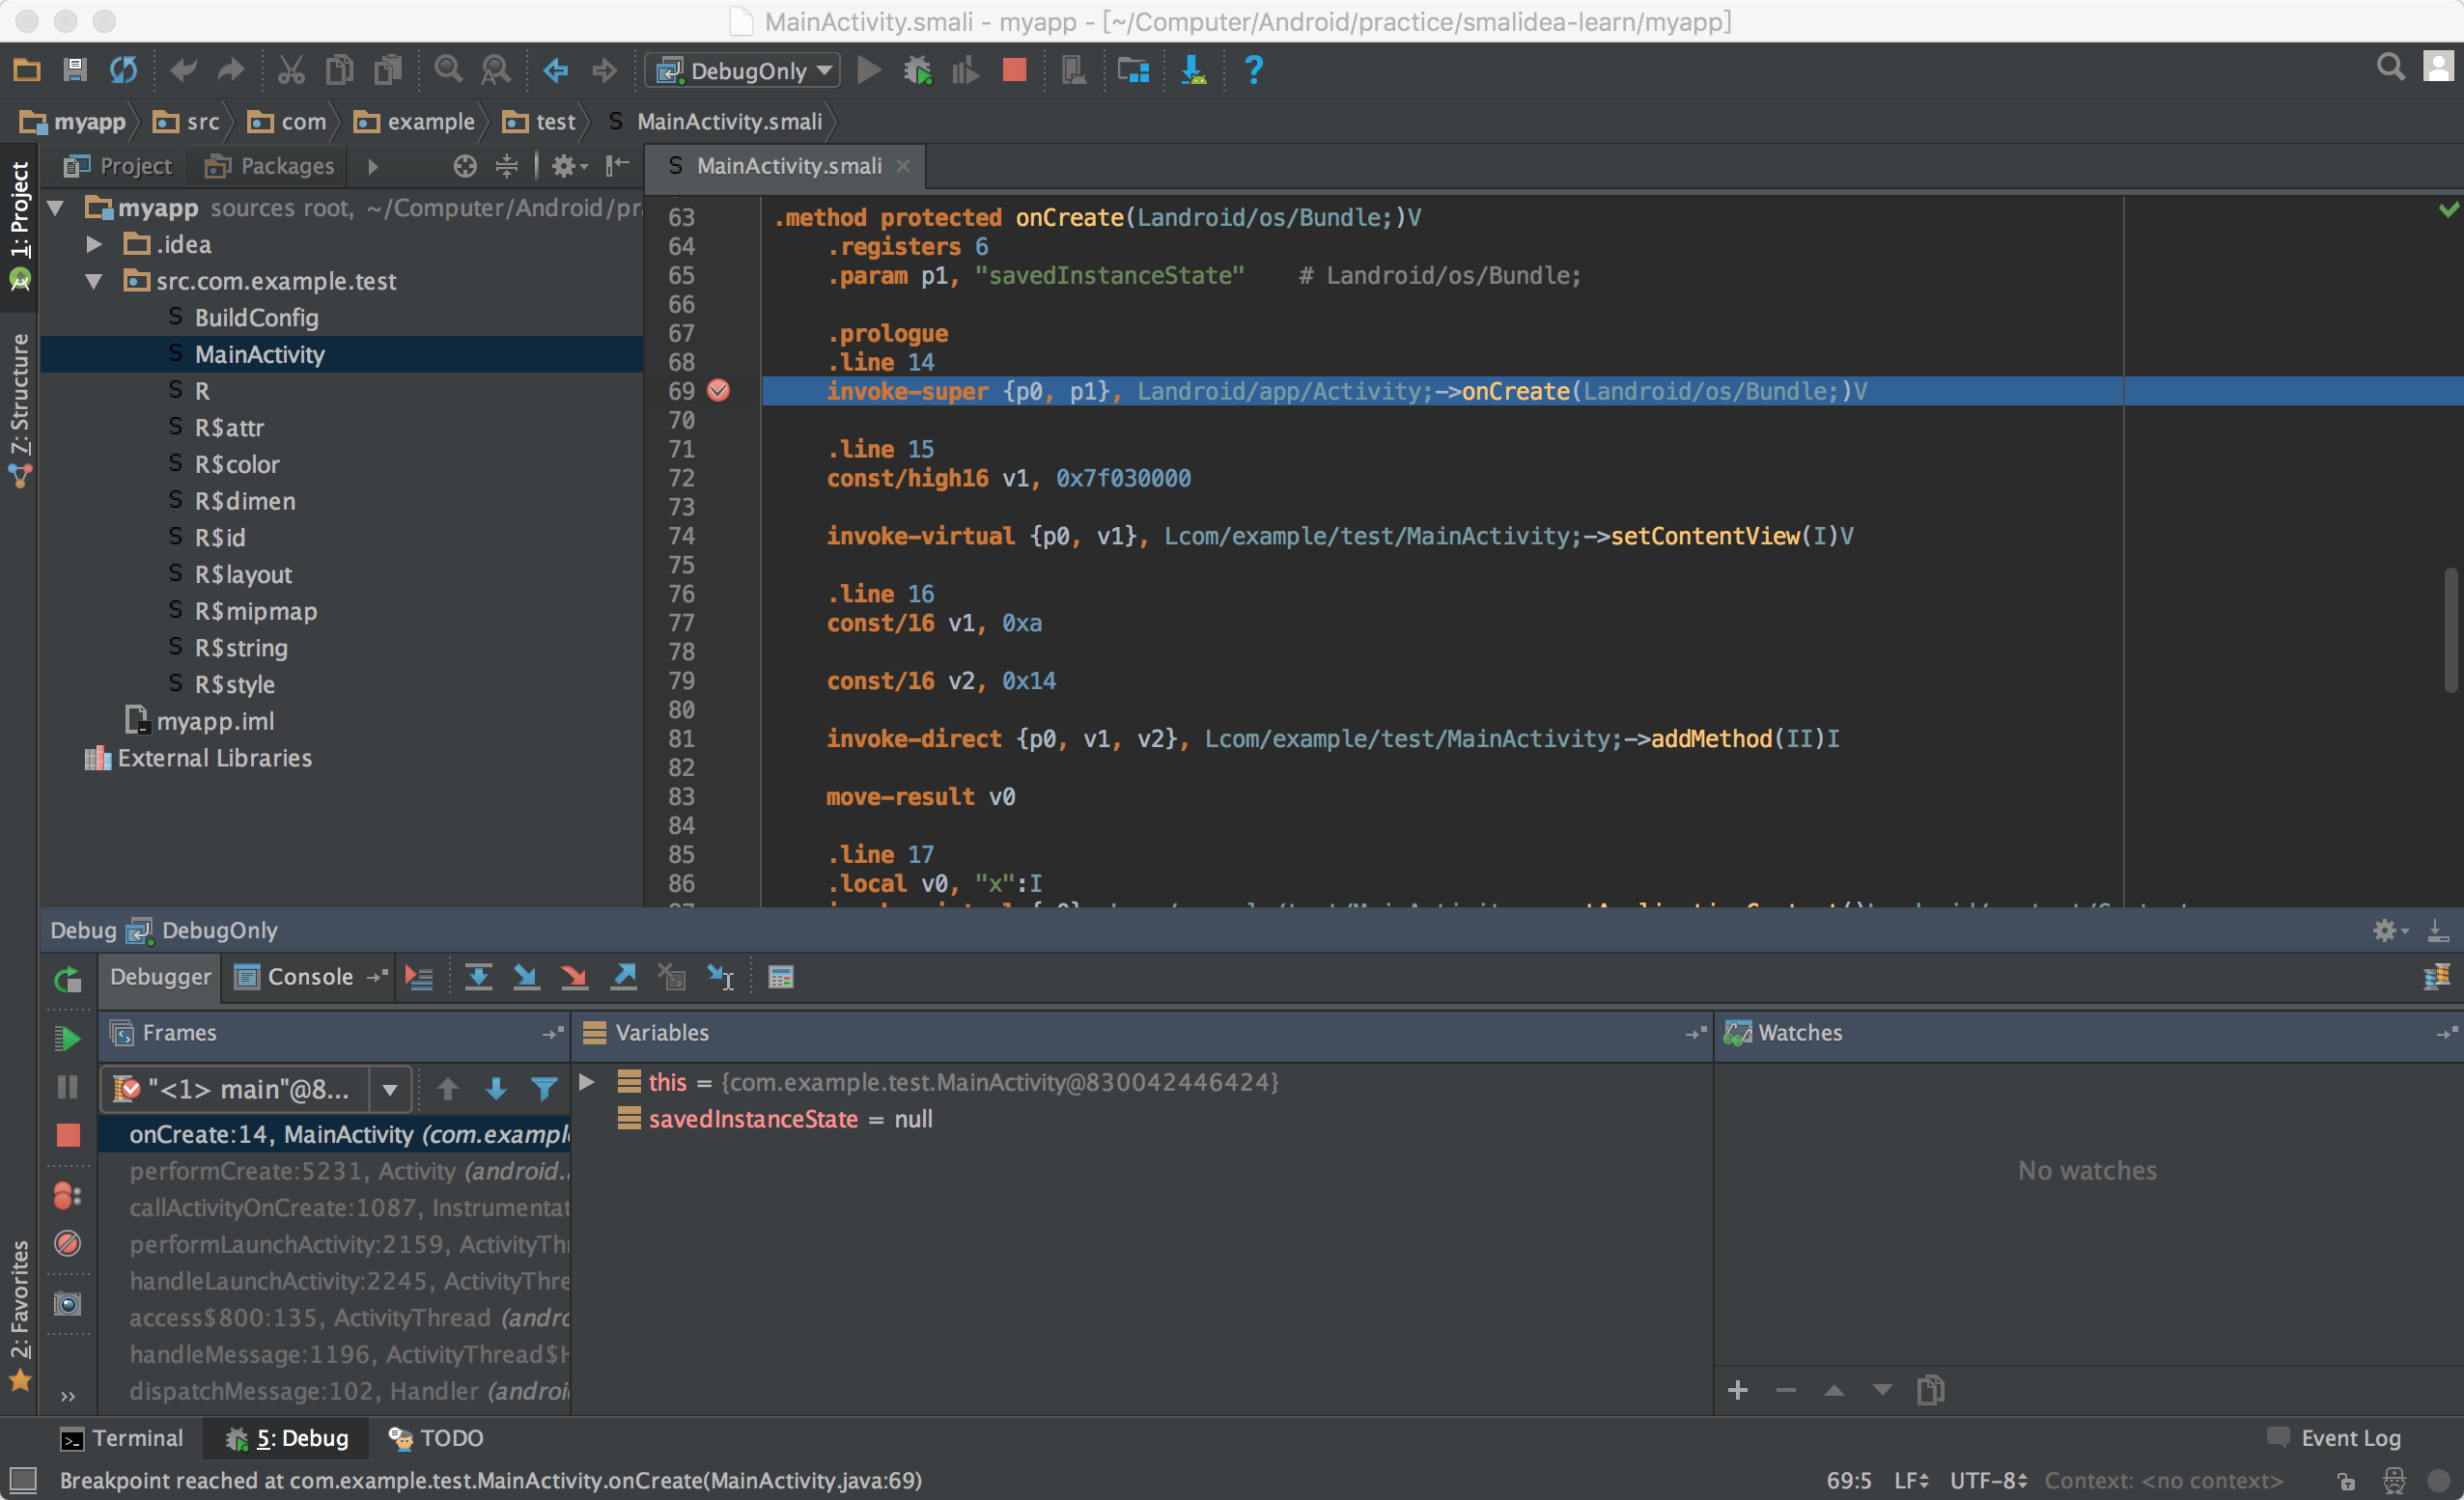 MainActivity.smali - myapp - [~/Computer/Android/practice/smalidea-learn/myapp]
DebugOnly
myapp src com example test S MainActivity.smali
1: Project
7: Structure
2: Favorites
Project Packages
myapp sources root, ~/Computer/Android/pr
.idea
src.com.example.test
S BuildConfig
S MainActivity
S R
S R$attr
S R$color
S R$dimen
S R$id
S R$layout
S R$mipmap
S R$string
S R$style
myapp.iml
External Libraries
S MainActivity.smali
63 .method protected onCreate(Landroid/os/Bundle;)V
64 .registers 6
65 .param p1, "savedInstanceState" # Landroid/os/Bundle;
66
67 .prologue
68 .line 14
69 invoke-super {p0, p1}, Landroid/app/Activity;->onCreate(Landroid/os/Bundle;)V
70
71 .line 15
72 const/high16 v1, 0x7f030000
73
74 invoke-virtual {p0, v1}, Lcom/example/test/MainActivity;->setContentView(I)V
75
76 .line 16
77 const/16 v1, 0xa
78
79 const/16 v2, 0x14
80
81 invoke-direct {p0, v1, v2}, Lcom/example/test/MainActivity;->addMethod(II)I
82
83 move-result v0
84
85 .line 17
86 .local v0, "x":I
Debug DebugOnly
Debugger Console
Frames
"<1> main"@8...
onCreate:14, MainActivity (com.exampl
performCreate:5231, Activity (android.
callActivityOnCreate:1087, Instrumentat
performLaunchActivity:2159, ActivityThr
handleLaunchActivity:2245, ActivityThre
access$800:135, ActivityThread (andro
handleMessage:1196, ActivityThread$H
dispatchMessage:102, Handler (androi
Variables
this = {com.example.test.MainActivity@830042446424}
savedInstanceState = null
Watches
No watches
Terminal 5: Debug TODO Event Log
Breakpoint reached at com.example.test.MainActivity.onCreate(MainActivity.java:69) 69:5 LF UTF-8 Context: <no context>